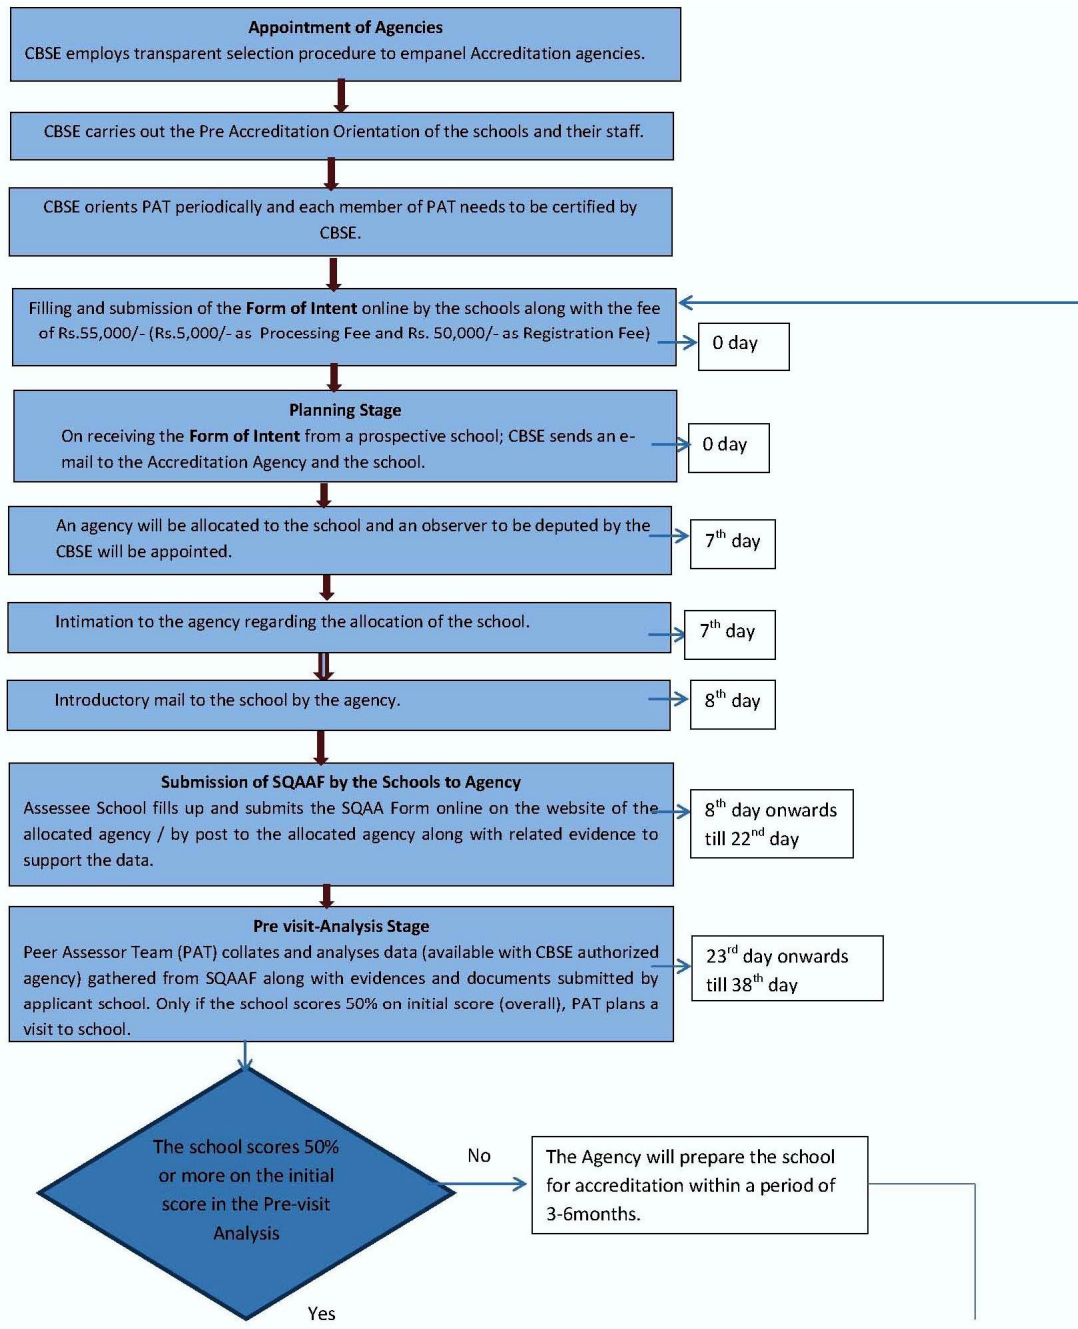 Appointment of Agencies
CBSE employs transparent selection procedure to empanel Accreditation agencies.
CBSE carries out the Pre Accreditation Orientation of the schools and their staff.
CBSE orients PAT periodically and each member of PAT needs to be certified by
CBSE.
Filling and submission of the Form of Intent online by the schools along with the fee
of Rs.55,000/- (Rs.5,000/- as Processing Fee and Rs. 50,000/- as Registration Fee)
0 day
Planning Stage
On receiving the Form of Intent from a prospective school; CBSE sends an e-
mail to the Accreditation Agency and the school.
0 day
An agency will be allocated to the school and an observer to be deputed by the
CBSE will be appointed.
7th day
Intimation to the agency regarding the allocation of the school.
7th day
Introductory mail to the school by the agency.
8th day
Submission of SQAAF by the Schools to Agency
Assessee School fills up and submits the SQAA Form online on the website of the
allocated agency / by post to the allocated agency along with related evidence to
support the data.
8th day onwards
till 22nd day
Pre visit-Analysis Stage
Peer Assessor Team (PAT) collates and analyses data (available with CBSE authorized
agency) gathered from SQAAF along with evidences and documents submitted by
applicant school. Only if the school scores 50% on initial score (overall), PAT plans a
visit to school.
23rd day onwards
till 38th day
The school scores 50%
or more on the initial
score in the Pre-visit
Analysis
No
The Agency will prepare the school
for accreditation within a period of
3-6months.
Yes